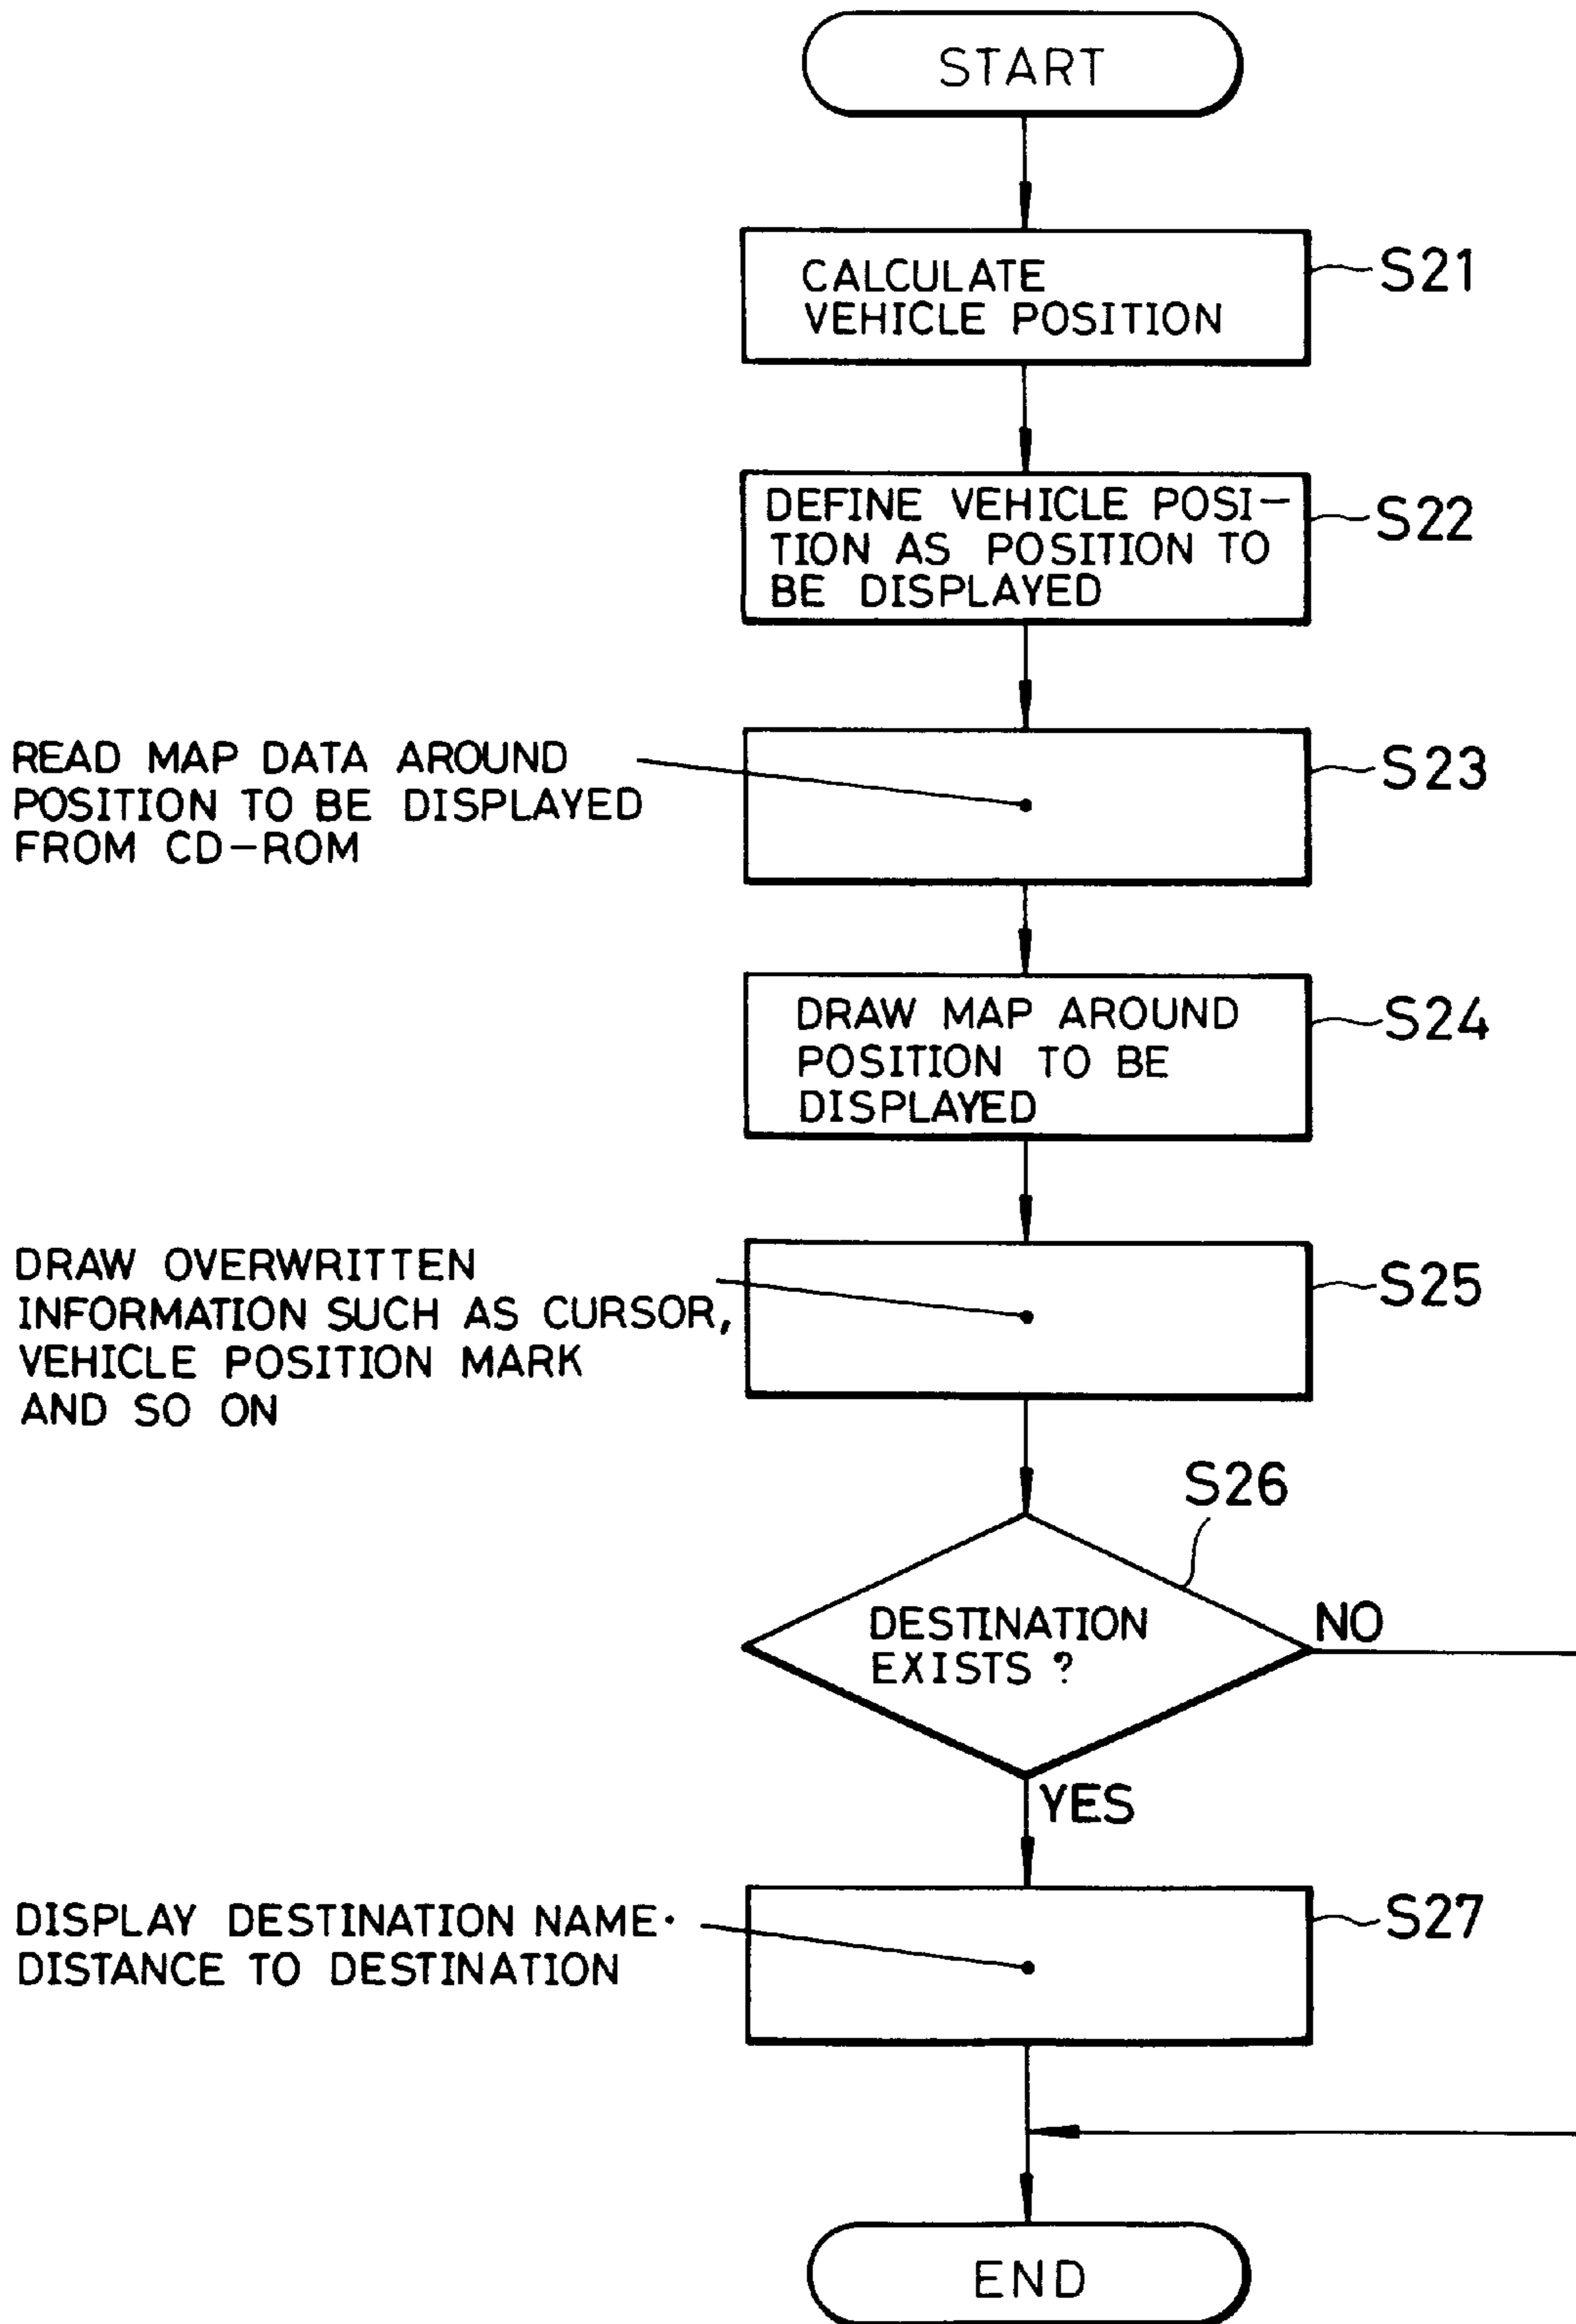 START
CALCULATE
VEHICLE POSITION
S21
DEFINE VEHICLE POSI-
TION AS POSITION TO
BE DISPLAYED
S22
READ MAP DATA AROUND
POSITION TO BE DISPLAYED
FROM CD-ROM
S23
DRAW MAP AROUND
POSITION TO BE
DISPLAYED
S24
DRAW OVERWRITTEN
INFORMATION SUCH AS CURSOR,
VEHICLE POSITION MARK
AND SO ON
S25
S26
DESTINATION
EXISTS ?
NO
YES
DISPLAY DESTINATION NAME·
DISTANCE TO DESTINATION
S27
END